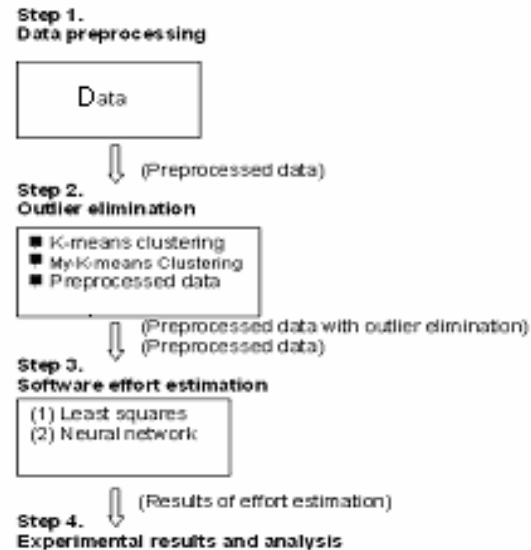 Step 1.
Data preprocessing
Data
(Preprocessed data)
Step 2.
Outlier elimination
K-means clustering
My-K-means Clustering
Preprocessed data
(Preprocessed data with outlier elimination)
(Preprocessed data)
Step 3.
Software effort estimation
(1) Least squares
(2) Neural network
(Results of effort estimation)
Step 4.
Experimental results and analysis